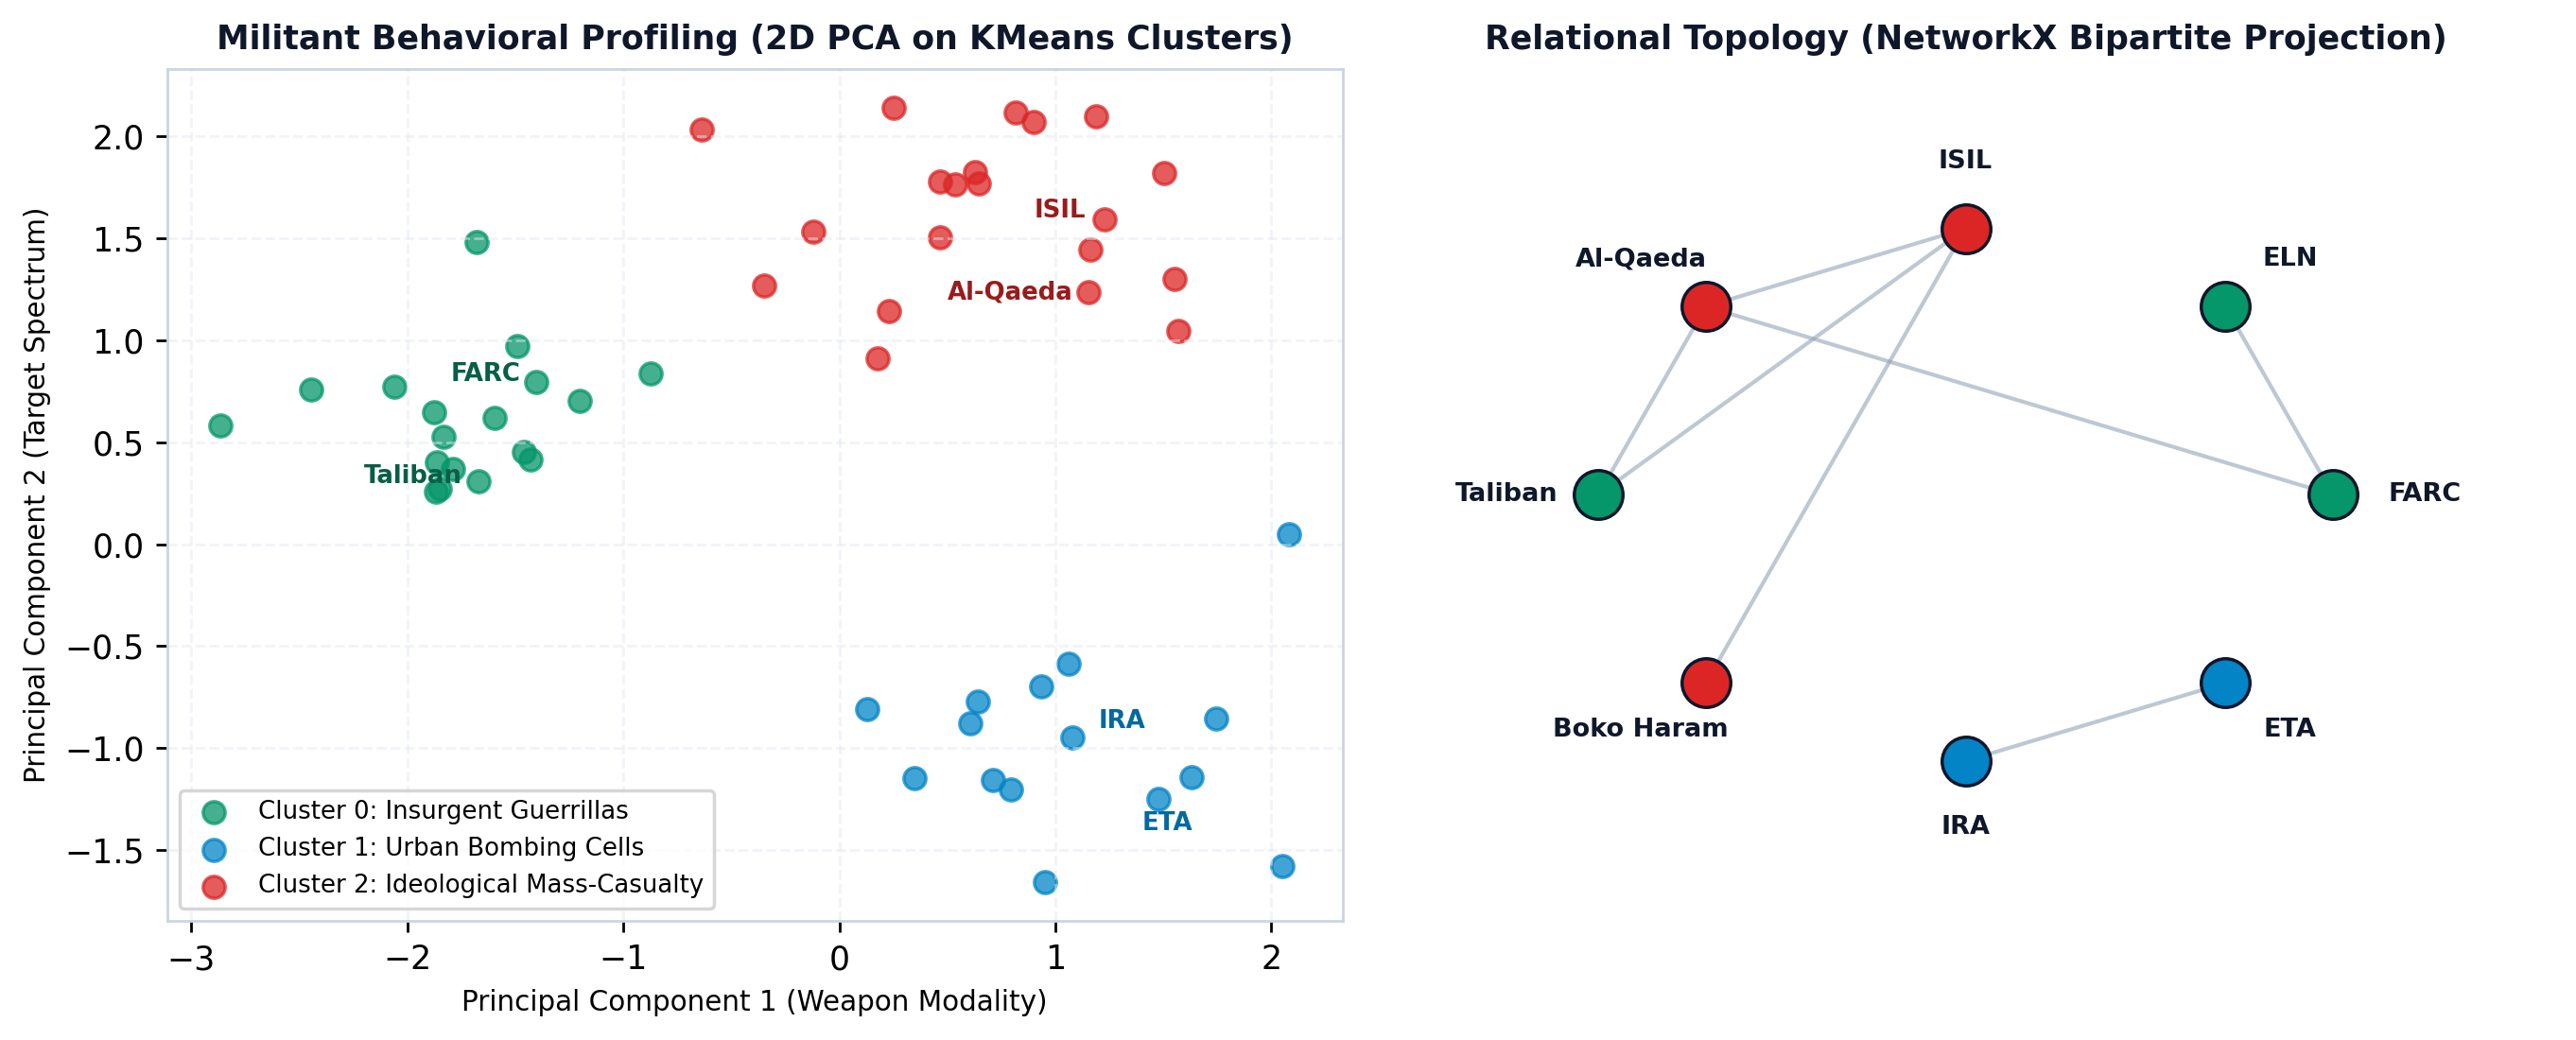 Militant Behavioral Profiling (2D PCA on KMeans Clusters)
Principal Component 2 (Target Spectrum)
2.0
1.5
1.0
0.5
0.0
−0.5
−1.0
−1.5
ISIL
Al-Qaeda
FARC
Taliban
IRA
ETA
Cluster 0: Insurgent Guerrillas
Cluster 1: Urban Bombing Cells
Cluster 2: Ideological Mass-Casualty
−3
−2
−1
0
1
2
Principal Component 1 (Weapon Modality)
Relational Topology (NetworkX Bipartite Projection)
ISIL
Al-Qaeda
ELN
Taliban
FARC
Boko Haram
ETA
IRA